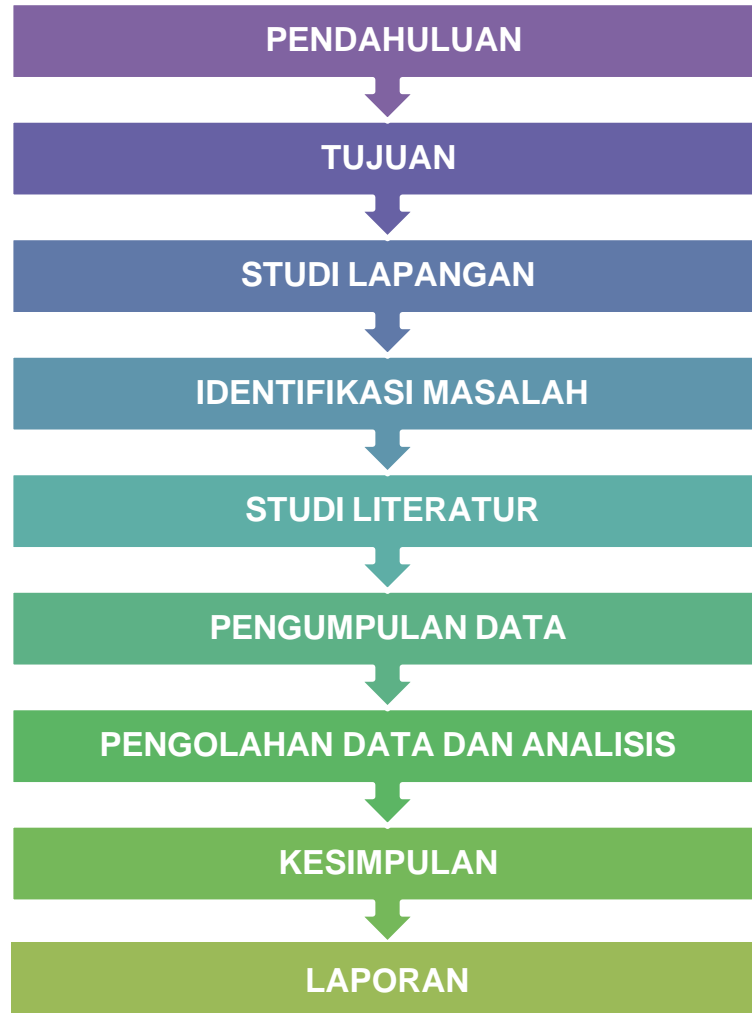 PENDAHULUAN
TUJUAN
STUDI LAPANGAN
IDENTIFIKASI MASALAH
STUDI LITERATUR
PENGUMPULAN DATA
PENGOLAHAN DATA DAN ANALISIS
KESIMPULAN
LAPORAN